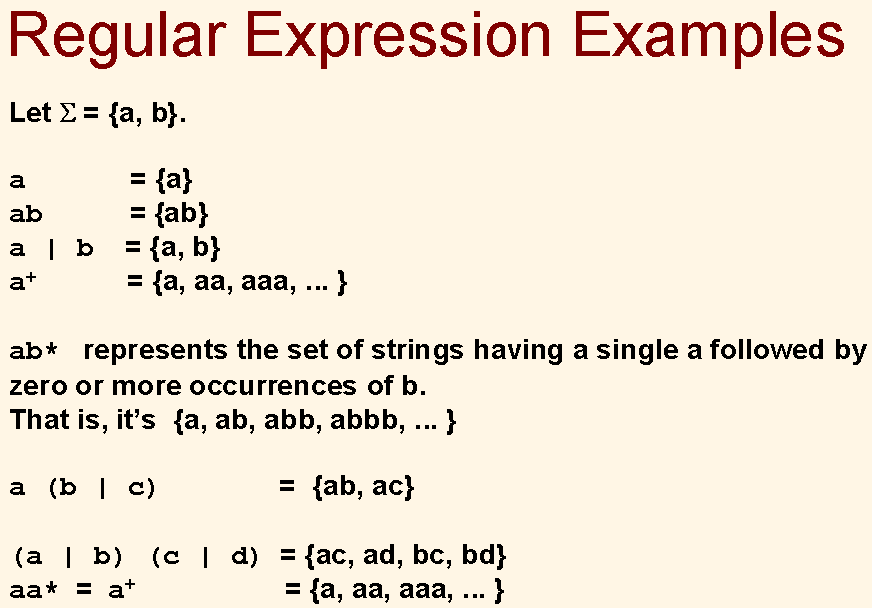 Regular Expression Examples
Let Σ = {a, b}.
a = {a}
ab = {ab}
a | b = {a, b}
a⁺ = {a, aa, aaa, ... }
ab* represents the set of strings having a single a followed by
zero or more occurrences of b.
That is, it’s {a, ab, abb, abbb, ... }
a (b | c) = {ab, ac}
(a | b) (c | d) = {ac, ad, bc, bd}
aa* = a⁺ = {a, aa, aaa, ... }